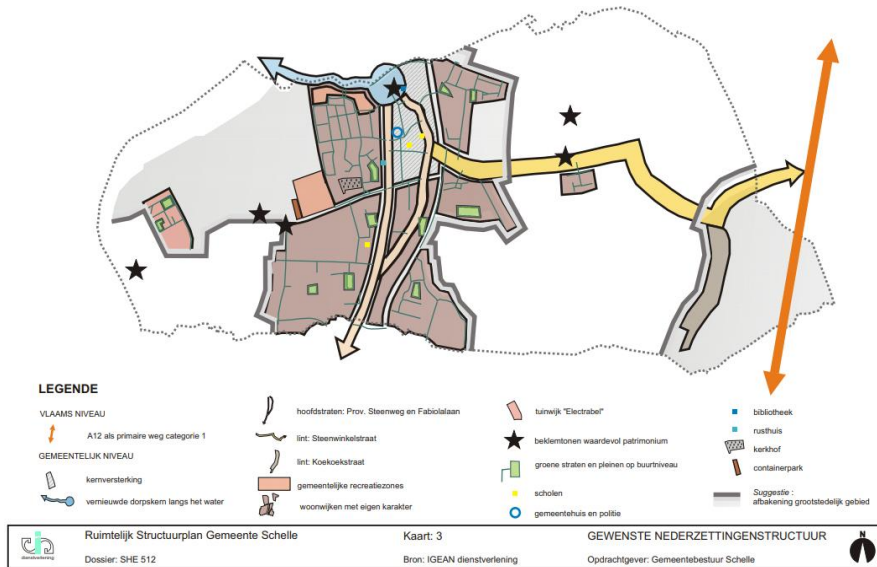 LEGENDE
VLAAMS NIVEAU
A12 als primaire weg categorie 1
GEMEENTELIJK NIVEAU
kernversterking
vernieuwde dorpskern langs het water
hoofdstraten: Prov. Steenweg en Fabiolalaan
lint: Steenwinkelstraat
lint: Koekoekstraat
gemeentelijke recreatiezones
woonwijken met eigen karakter
tuinwijk "Electrabel"
beklemtonen waardevol patrimonium
groene straten en pleinen op buurtniveau
scholen
gemeentehuis en politie
bibliotheek
rusthuis
kerkhof
containerpark
Suggestie :
afbakening grootstedelijk gebied
dienstverlening
Ruimtelijk Structuurplan Gemeente Schelle
Kaart: 3
GEWENSTE NEDERZETTINGENSTRUCTUUR
N
Dossier: SHE 512
Bron: IGEAN dienstverlening
Opdrachtgever: Gemeentebestuur Schelle